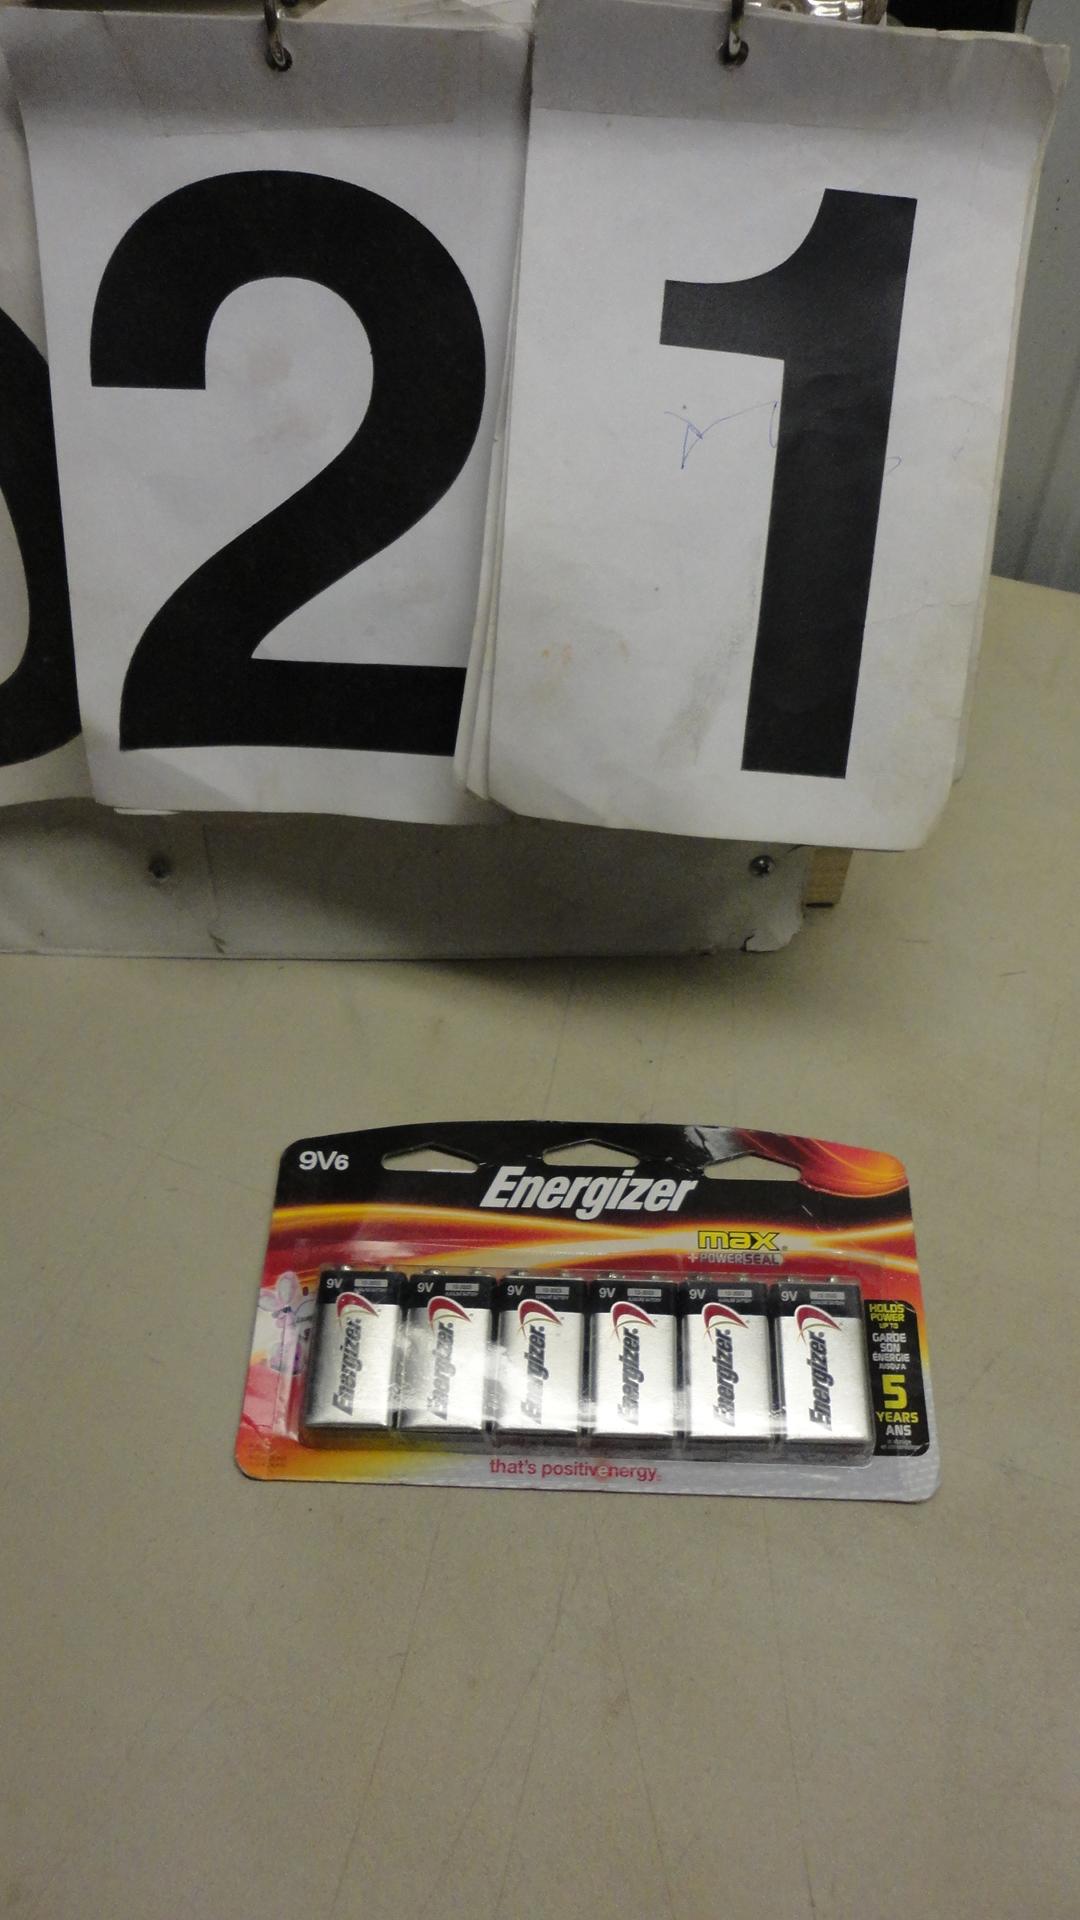 21
9V6
Energizer
max
+POWERSEAL
9V 9V 9V 9V 9V 9V
Energizer Energizer Energizer Energizer Energizer Energizer
HOLDS
POWER
UP TO
GARDE
SON
ÉNERGIE
JUSQU'À
5
YEARS
ANS
that's positivenergy